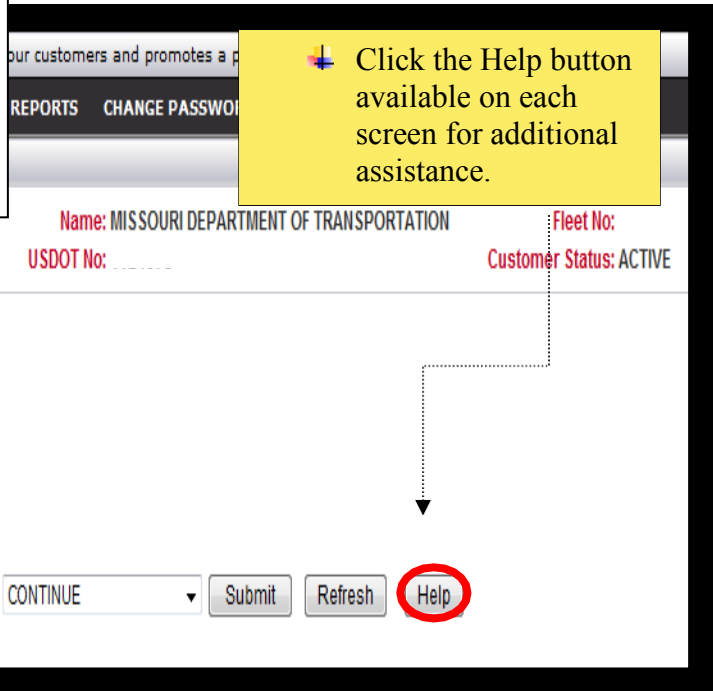 our customers and promotes a p
Click the Help button
available on each
screen for additional
assistance.
REPORTS CHANGE PASSWOR
Name: MISSOURI DEPARTMENT OF TRANSPORTATION Fleet No:
USDOT No: Customer Status: ACTIVE
CONTINUE Submit Refresh Help